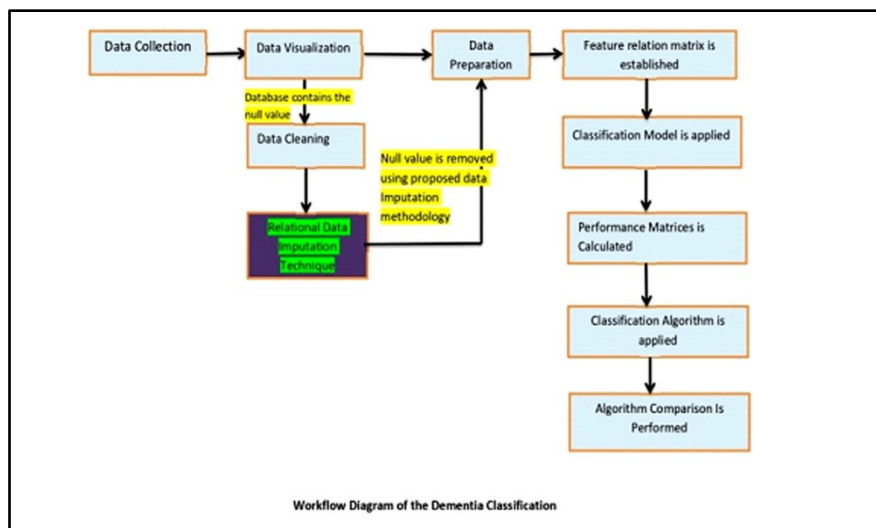 Data Collection
Data Visualization
Data
Preparation
Feature relation matrix is
established
Database contains the
null value
Data Cleaning
Null value is removed
using proposed data
Imputation
methodology
Classification Model is applied
Relational Data
Imputation
Technique
Performance Matrices is
Calculated
Classification Algorithm is
applied
Algorithm Comparison Is
Performed
Workflow Diagram of the Dementia Classification